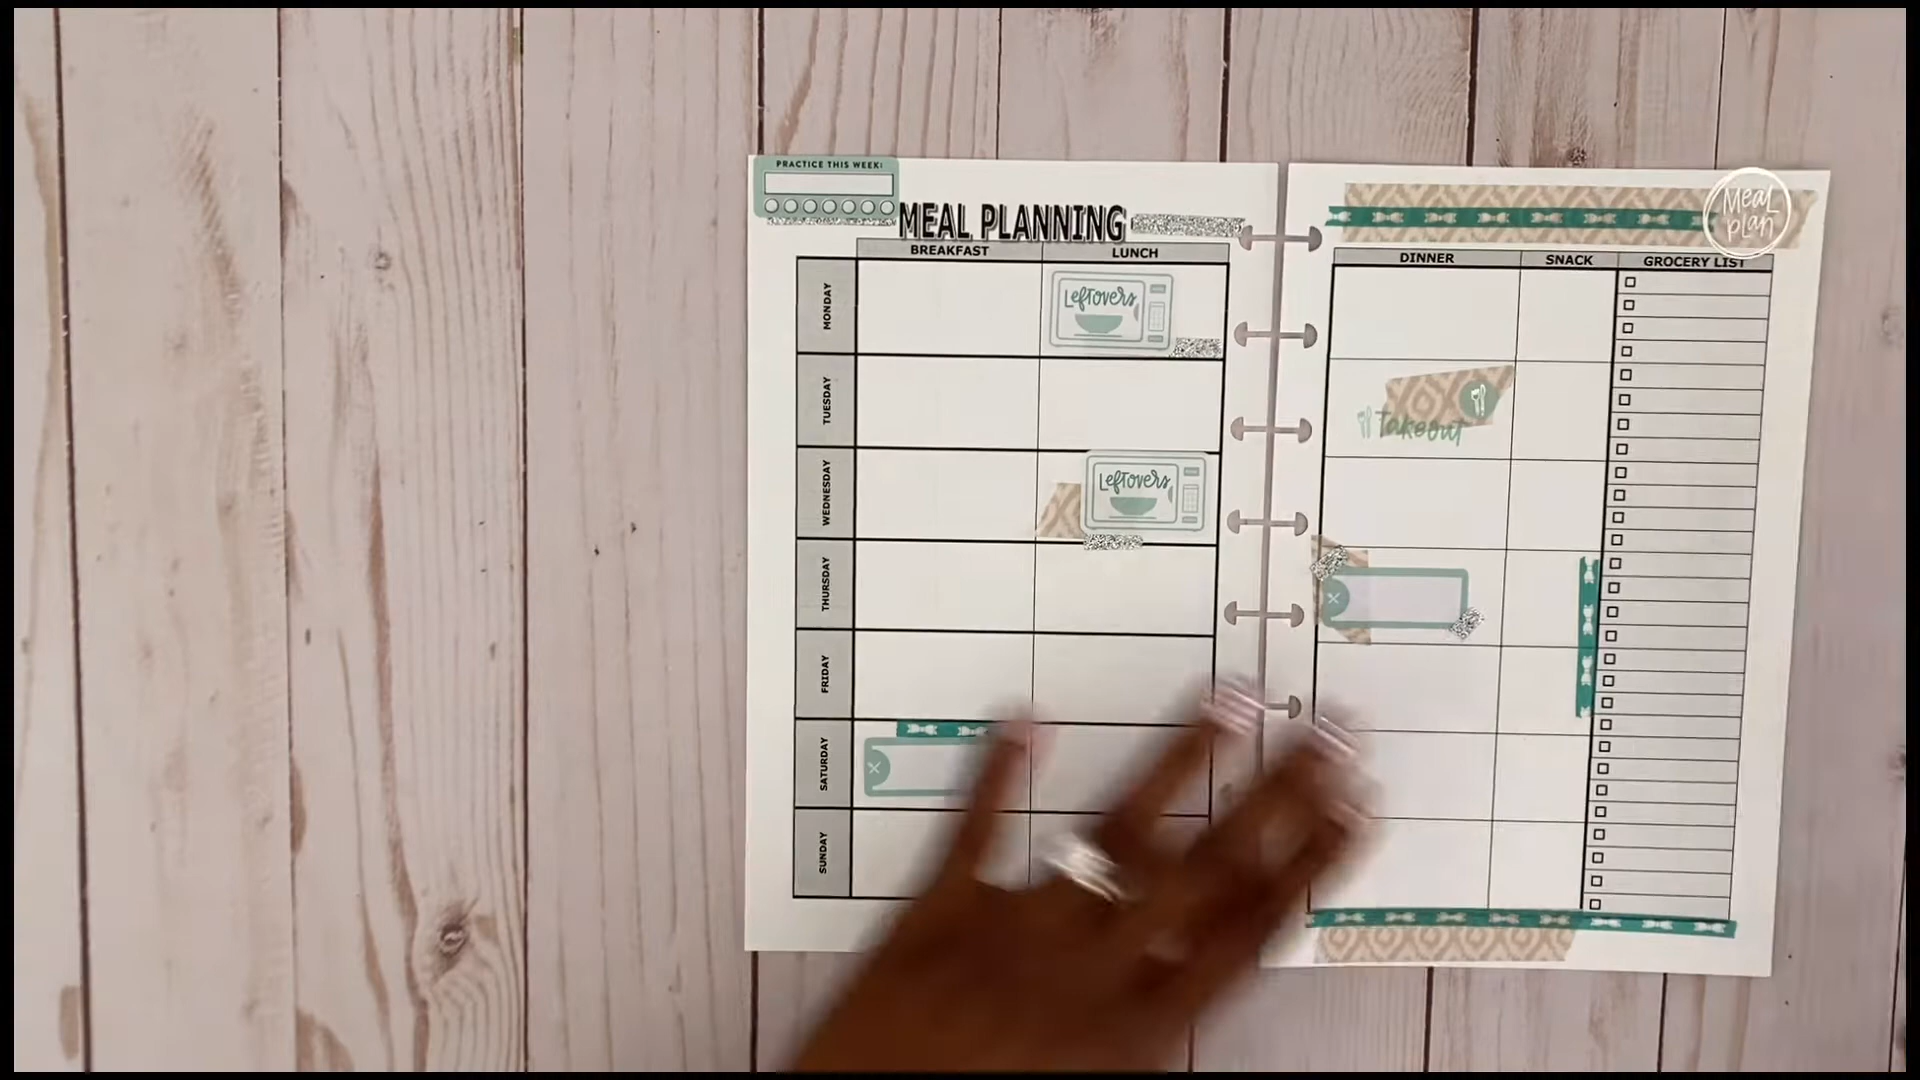 PRACTICE THIS WEEK:
MEAL PLANNING
Meal
plan
BREAKFAST
LUNCH
DINNER
SNACK
GROCERY LIST
MONDAY
Leftovers
TUESDAY
Takeout
WEDNESDAY
Leftovers
THURSDAY
FRIDAY
SATURDAY
SUNDAY